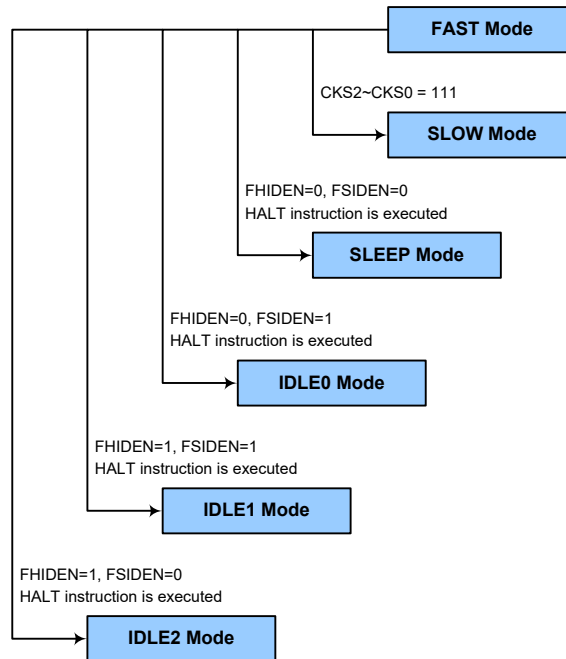 FAST Mode
CKS2~CKS0 = 111
SLOW Mode
FHIDEN=0, FSIDEN=0
HALT instruction is executed
SLEEP Mode
FHIDEN=0, FSIDEN=1
HALT instruction is executed
IDLE0 Mode
FHIDEN=1, FSIDEN=1
HALT instruction is executed
IDLE1 Mode
FHIDEN=1, FSIDEN=0
HALT instruction is executed
IDLE2 Mode